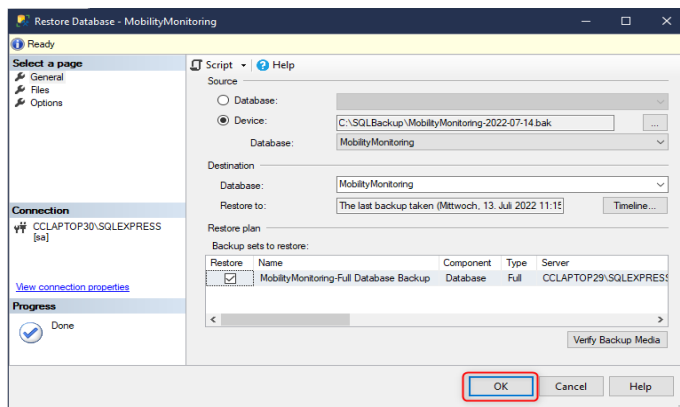 Restore Database - MobilityMonitoring
Ready
Select a page
General
Files
Options
Script
Help
Source
Database:
Device:
C:\SQLBackup\MobilityMonitoring-2022-07-14.bak
...
Database:
MobilityMonitoring
Destination
Database:
MobilityMonitoring
Restore to:
The last backup taken (Mittwoch, 13. Juli 2022 11:15
Timeline...
Restore plan
Backup sets to restore:
Restore Name Component Type Server
MobilityMonitoring-Full Database Backup Database Full CCLAPTOP29\SQLEXPRESS
Connection
CCLAPTOP30\SQLEXPRESS
[sa]
View connection properties
Progress
Done
Verify Backup Media
OK Cancel Help